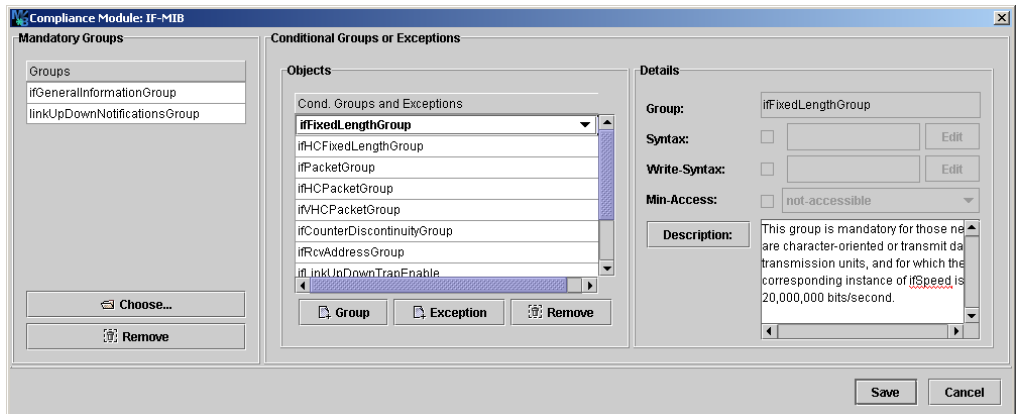 Compliance Module: IF-MIB
Mandatory Groups
Groups
ifGeneralInformationGroup
linkUpDownNotificationsGroup
Choose...
Remove
Conditional Groups or Exceptions
Objects
Cond. Groups and Exceptions
ifFixedLengthGroup
ifHCFixedLengthGroup
ifPacketGroup
ifHCPacketGroup
ifVHCPacketGroup
ifCounterDiscontinuityGroup
ifRcvAddressGroup
ifLinkUpDownTrapEnable
Group
Exception
Remove
Details
Group:
ifFixedLengthGroup
Syntax:
Edit
Write-Syntax:
Edit
Min-Access:
not-accessible
Description:
This group is mandatory for those ne
are character-oriented or transmit da
transmission units, and for which the
corresponding instance of ifSpeed is
20,000,000 bits/second.
Save
Cancel